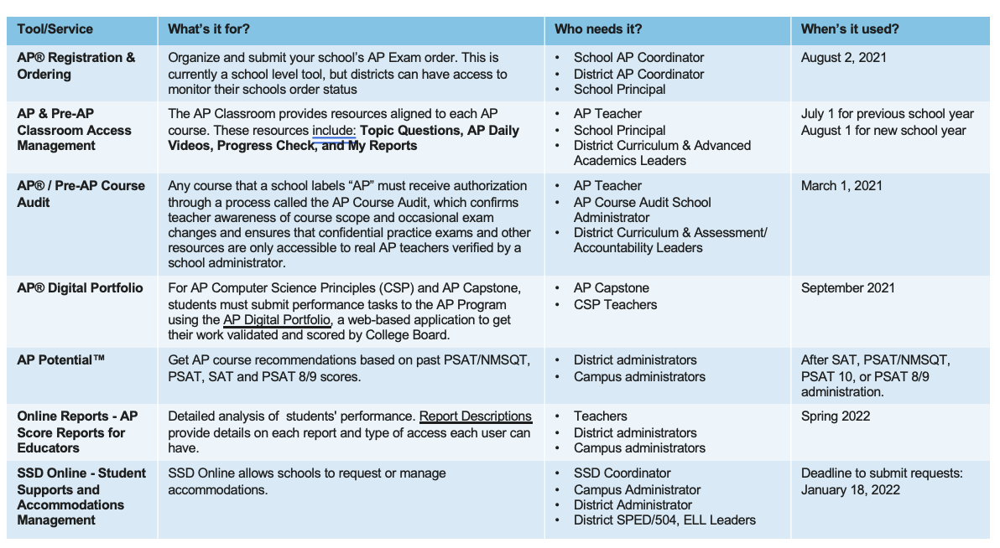 Tool/Service
What's it for?
Who needs it?
When's it used?
AP® Registration &
Ordering
Organize and submit your school's AP Exam order. This is
currently a school level tool, but districts can have access to
monitor their schools order status
• School AP Coordinator
• District AP Coordinator
• School Principal
August 2, 2021
AP & Pre-AP
Classroom Access
Management
The AP Classroom provides resources aligned to each AP
course. These resources include: Topic Questions, AP Daily
Videos, Progress Check, and My Reports
• AP Teacher
• School Principal
• District Curriculum & Advanced
Academics Leaders
July 1 for previous school year
August 1 for new school year
AP® / Pre-AP Course
Audit
Any course that a school labels “AP” must receive authorization
through a process called the AP Course Audit, which confirms
teacher awareness of course scope and occasional exam
changes and ensures that confidential practice exams and other
resources are only accessible to real AP teachers verified by a
school administrator.
• AP Teacher
• AP Course Audit School
Administrator
• District Curriculum & Assessment/
Accountability Leaders
March 1, 2021
AP® Digital Portfolio
For AP Computer Science Principles (CSP) and AP Capstone,
students must submit performance tasks to the AP Program
using the AP Digital Portfolio, a web-based application to get
their work validated and scored by College Board.
• AP Capstone
• CSP Teachers
September 2021
AP Potential™
Get AP course recommendations based on past PSAT/NMSQT,
PSAT, SAT and PSAT 8/9 scores.
• District administrators
• Campus administrators
After SAT, PSAT/NMSQT,
PSAT 10, or PSAT 8/9
administration.
Online Reports - AP
Score Reports for
Educators
Detailed analysis of  students' performance. Report Descriptions
provide details on each report and type of access each user can
have.
• Teachers
• District administrators
• Campus administrators
Spring 2022
SSD Online - Student
Supports and
Accommodations
Management
SSD Online allows schools to request or manage
accommodations.
• SSD Coordinator
• Campus Administrator
• District Administrator
• District SPED/504, ELL Leaders
Deadline to submit requests:
January 18, 2022